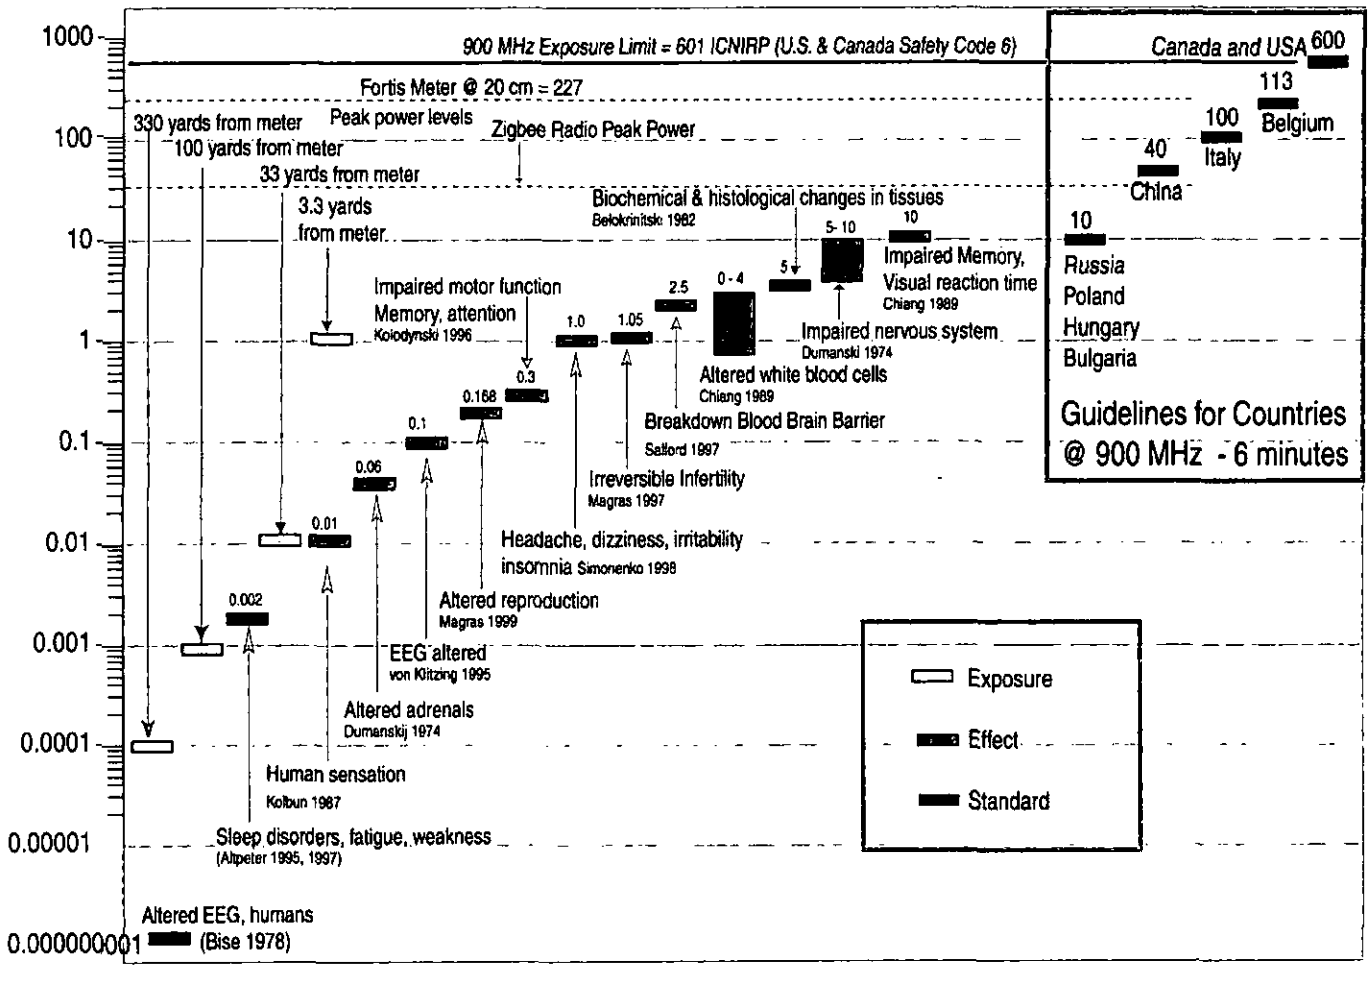 1000
100
10
1
0.1
0.01
0.001
0.0001
0.00001
0.000000001
900 MHz Exposure Limit = 601 ICNIRP (U.S. & Canada Safety Code 6)
Fortis Meter @ 20 cm = 227
330 yards from meter
Peak power levels
Zigbee Radio Peak Power
100 yards from meter
33 yards from meter
3.3 yards
from meter
Biochemical & histological changes in tissues
Belokrinitski 1982
5
5-10
10
Impaired Memory,
Visual reaction time
Chiang 1989
Impaired nervous system
Dumanski 1974
0 - 4
Altered white blood cells
Chiang 1989
2.5
Breakdown Blood Brain Barrier
Salford 1997
1.05
Irreversible Infertility
Magras 1997
1.0
Headache, dizziness, irritability
insomnia Simonenko 1998
Impaired motor function
Memory, attention
Kolodynski 1996
0.3
0.168
Altered reproduction
Magras 1999
0.1
EEG altered
von Klitzing 1995
0.06
Altered adrenals
Dumanskij 1974
0.01
Human sensation
Kolbun 1987
0.002
Sleep disorders, fatigue, weakness
(Altpeter 1995, 1997)
Altered EEG, humans
(Bise 1978)
Canada and USA 600
113
Belgium
100
Italy
40
China
10
Russia
Poland
Hungary
Bulgaria
Guidelines for Countries
@ 900 MHz - 6 minutes
Exposure
Effect
Standard